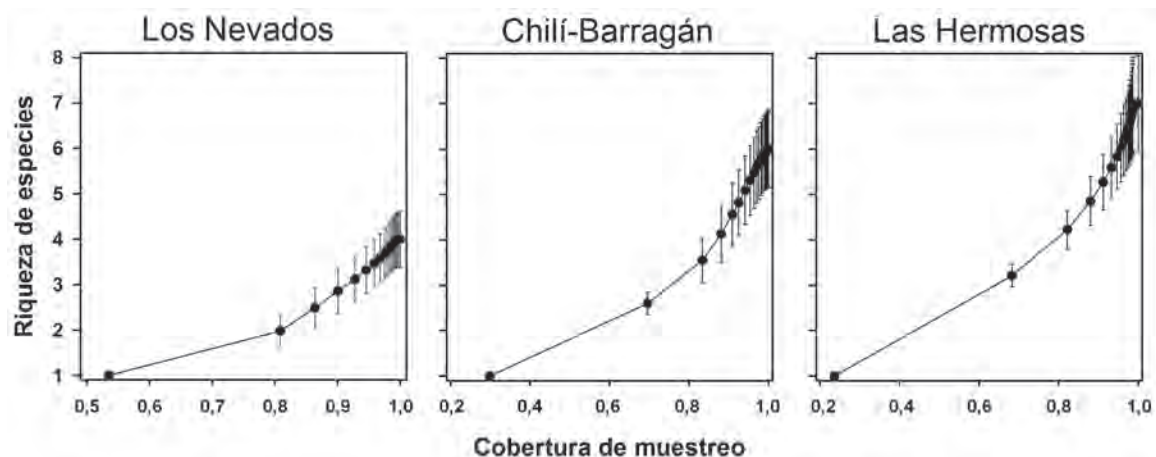 Los Nevados Chilí-Barragán Las Hermosas
Riqueza de especies
8
7
6
5
4
3
2
1
0,5 0,6 0,7 0,8 0,9 1,0
0,2 0,4 0,6 0,8 1,0
0,2 0,4 0,6 0,8 1,0
Cobertura de muestreo